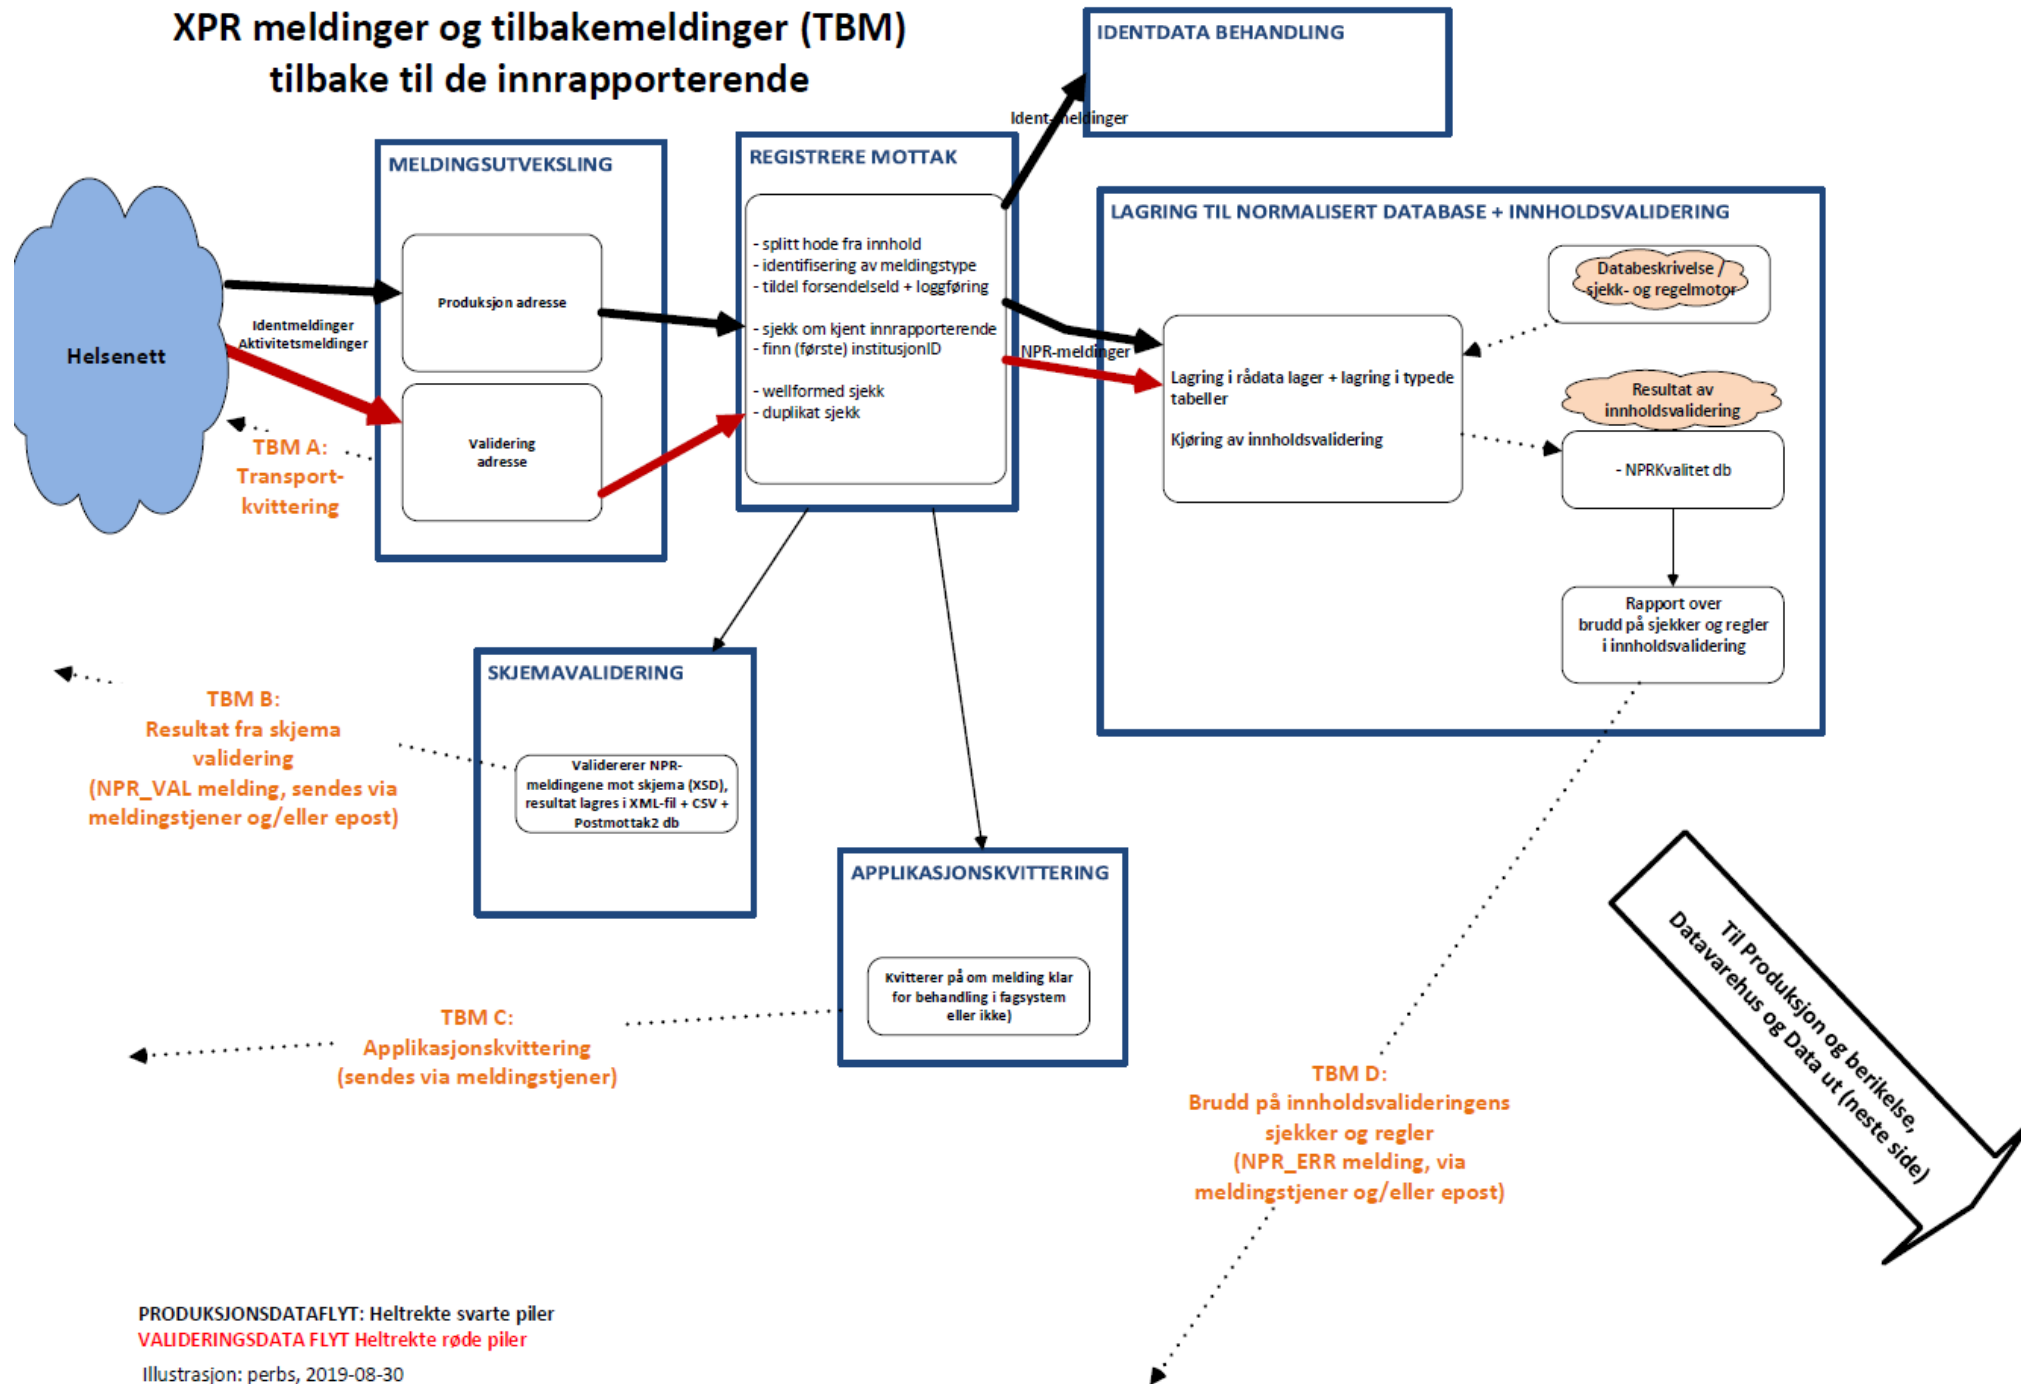 XPR meldinger og tilbakemeldinger (TBM)
tilbake til de innrapporterende
IDENTDATA BEHANDLING
Ident-meldinger
MELDINGSUTVEKSLING
REGISTRERE MOTTAK
LAGRING TIL NORMALISERT DATABASE + INNHOLDSVALIDERING
Helsenett
Identmeldinger
Aktivitetsmeldinger
Produksjon adresse
Validering
adresse
TBM A:
Transport-
kvittering
- splitt hode fra innhold
- identifisering av meldingstype
- tildel forsendelseId + loggføring
- sjekk om kjent innrapporterende
- finn (første) institusjonID
- wellformed sjekk
- duplikat sjekk
NPR-meldinger
Lagring i rådata lager + lagring i typede
tabeller
Kjøring av innholdsvalidering
Databeskrivelse /
sjekk- og regelmotor
Resultat av
innholdsvalidering
- NPRKvalitet db
Rapport over
brudd på sjekker og regler
i innholdsvalidering
SKJEMAVALIDERING
Validererer NPR-
meldingene mot skjema (XSD),
resultat lagres i XML-fil + CSV +
Postmottak2 db
TBM B:
Resultat fra skjema
validering
(NPR_VAL melding, sendes via
meldingstjener og/eller epost)
APPLIKASJONSKVITTERING
Kvitterer på om melding klar
for behandling i fagsystem
eller ikke)
TBM C:
Applikasjonskvittering
(sendes via meldingstjener)
TBM D:
Brudd på innholdsvalideringens
sjekker og regler
(NPR_ERR melding, via
meldingstjener og/eller epost)
Til Produksjon og berikelse,
Datavarehus og Data ut (neste side)
PRODUKSJONSDATAFLYT: Heltrekte svarte piler
VALIDERINGSDATA FLYT Heltrekte røde piler
Illustrasjon: perbs, 2019-08-30